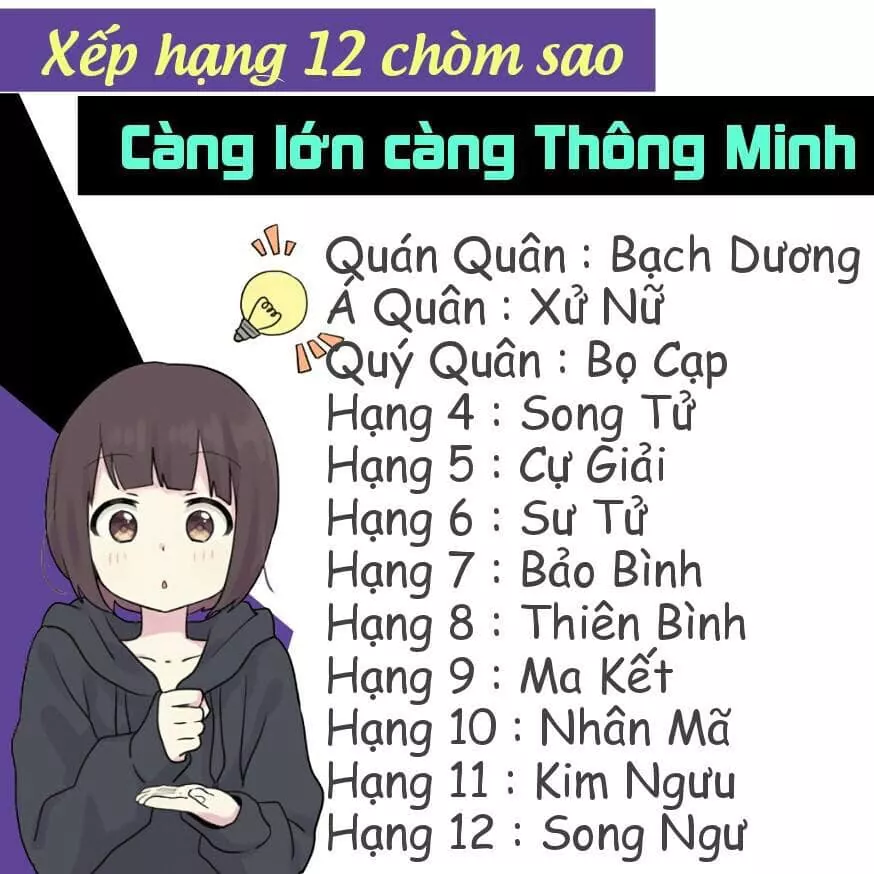 Xếp hạng 12 chòm sao
Càng lớn càng Thông Minh
Quán Quân : Bạch Dương
Á Quân : Xử Nữ
Quý Quân : Bọ Cạp
Hạng 4 : Song Tử
Hạng 5 : Cự Giải
Hạng 6 : Sư Tử
Hạng 7 : Bảo Bình
Hạng 8 : Thiên Bình
Hạng 9 : Ma Kết
Hạng 10 : Nhân Mã
Hạng 11 : Kim Ngưu
Hạng 12 : Song Ngư